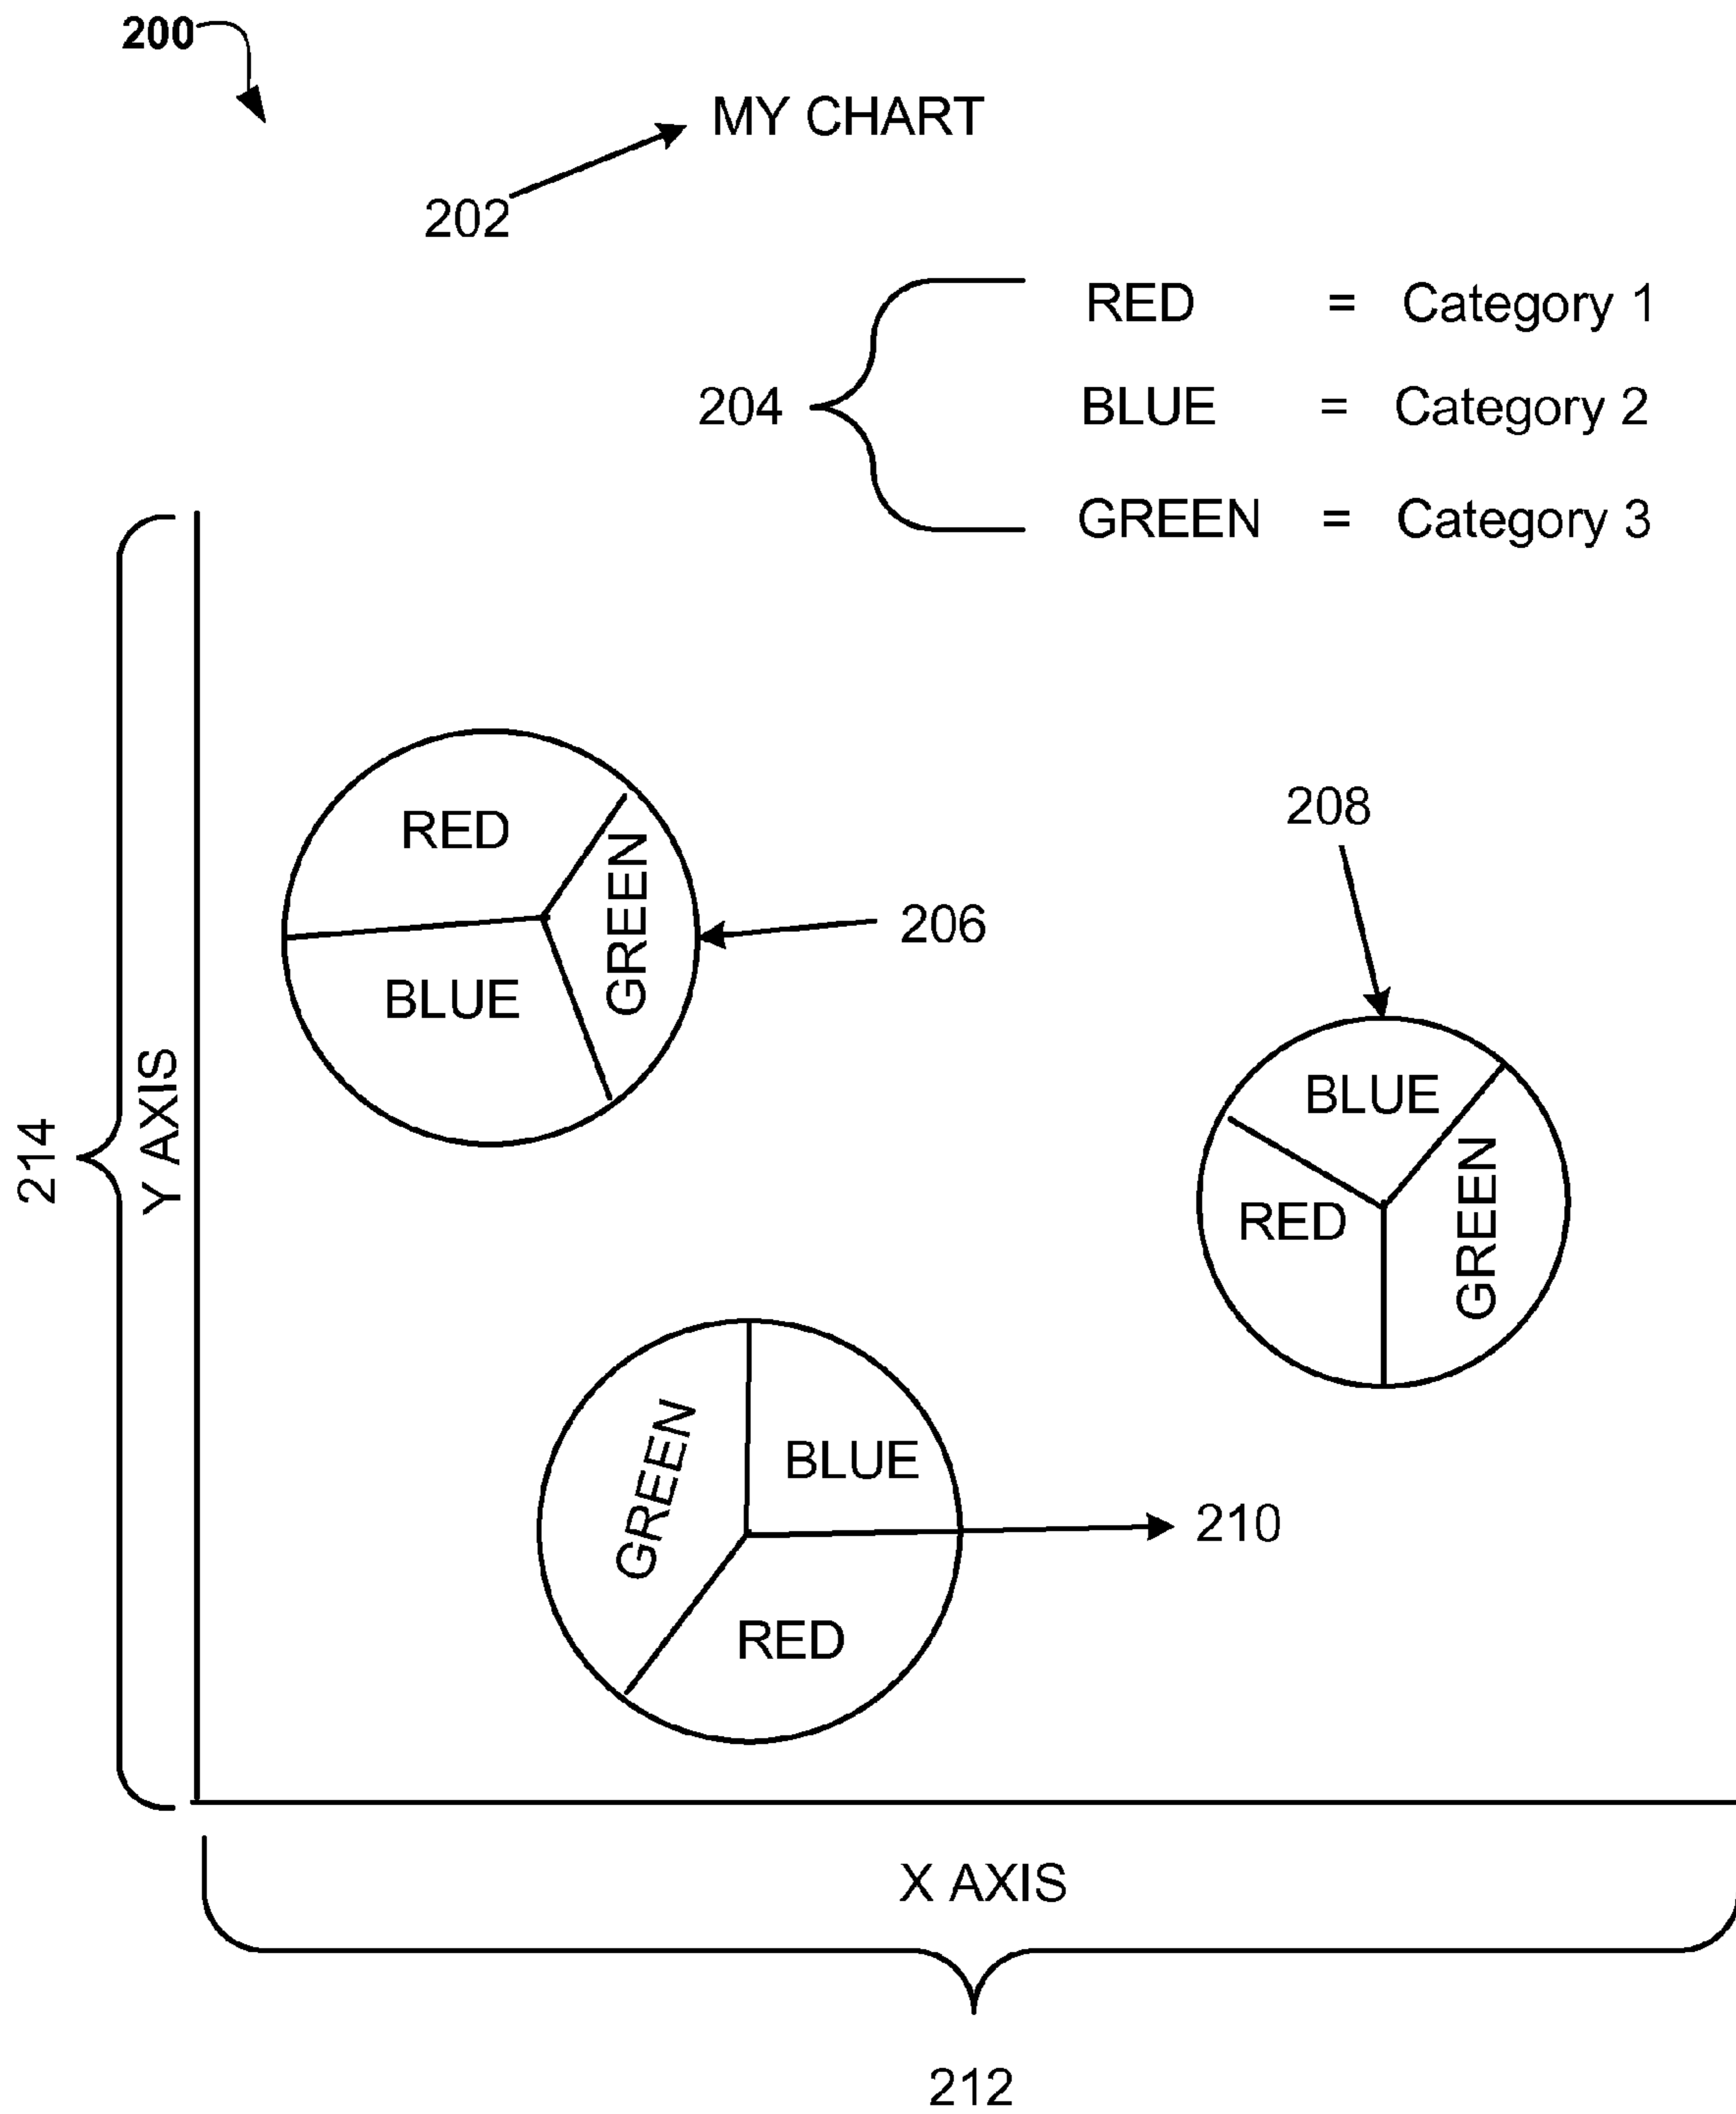 200
MY CHART
202
RED = Category 1
204
BLUE = Category 2
GREEN = Category 3
214
Y AXIS
RED
GREEN
BLUE
206
208
BLUE
RED
GREEN
GREEN
BLUE
RED
210
X AXIS
212